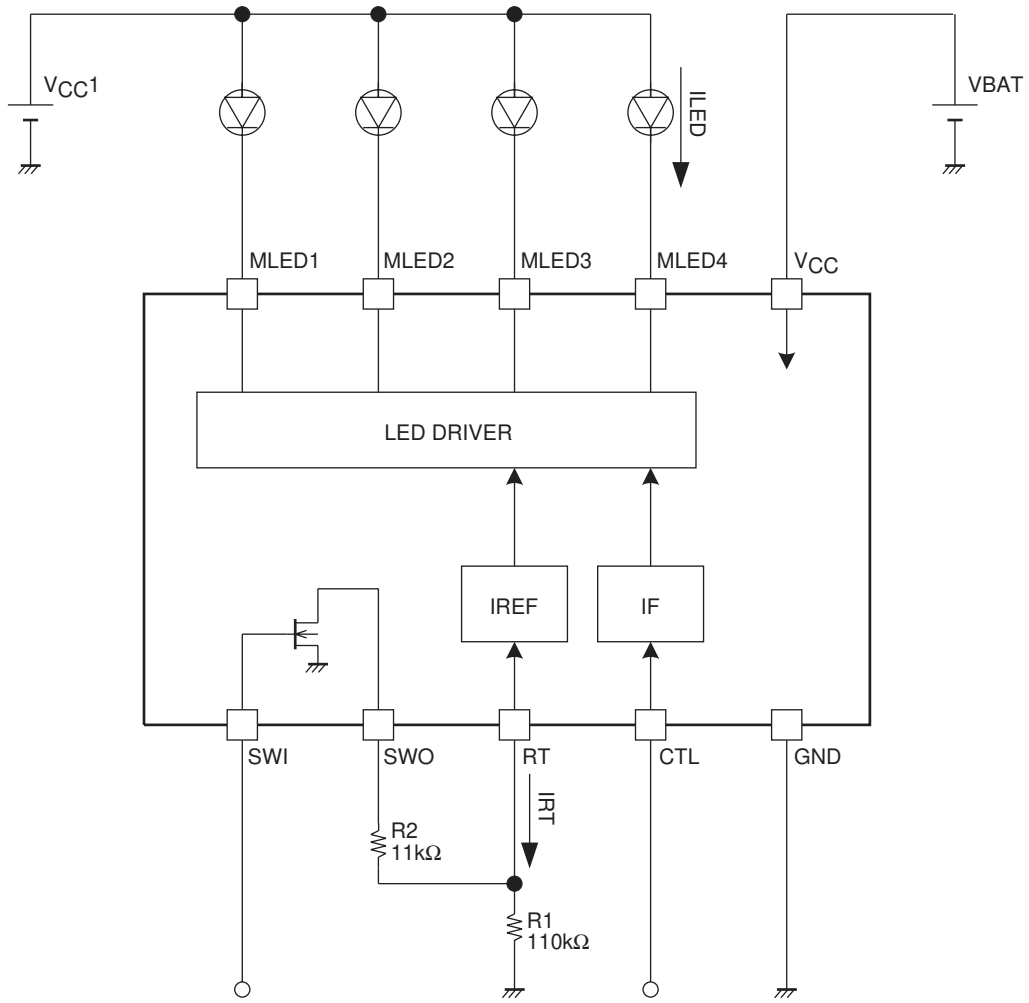 VCC1
ILED
VBAT
MLED1
MLED2
MLED3
MLED4
VCC
LED DRIVER
IREF
IF
SWI
SWO
RT
CTL
GND
IRT
R2
11kΩ
R1
110kΩ